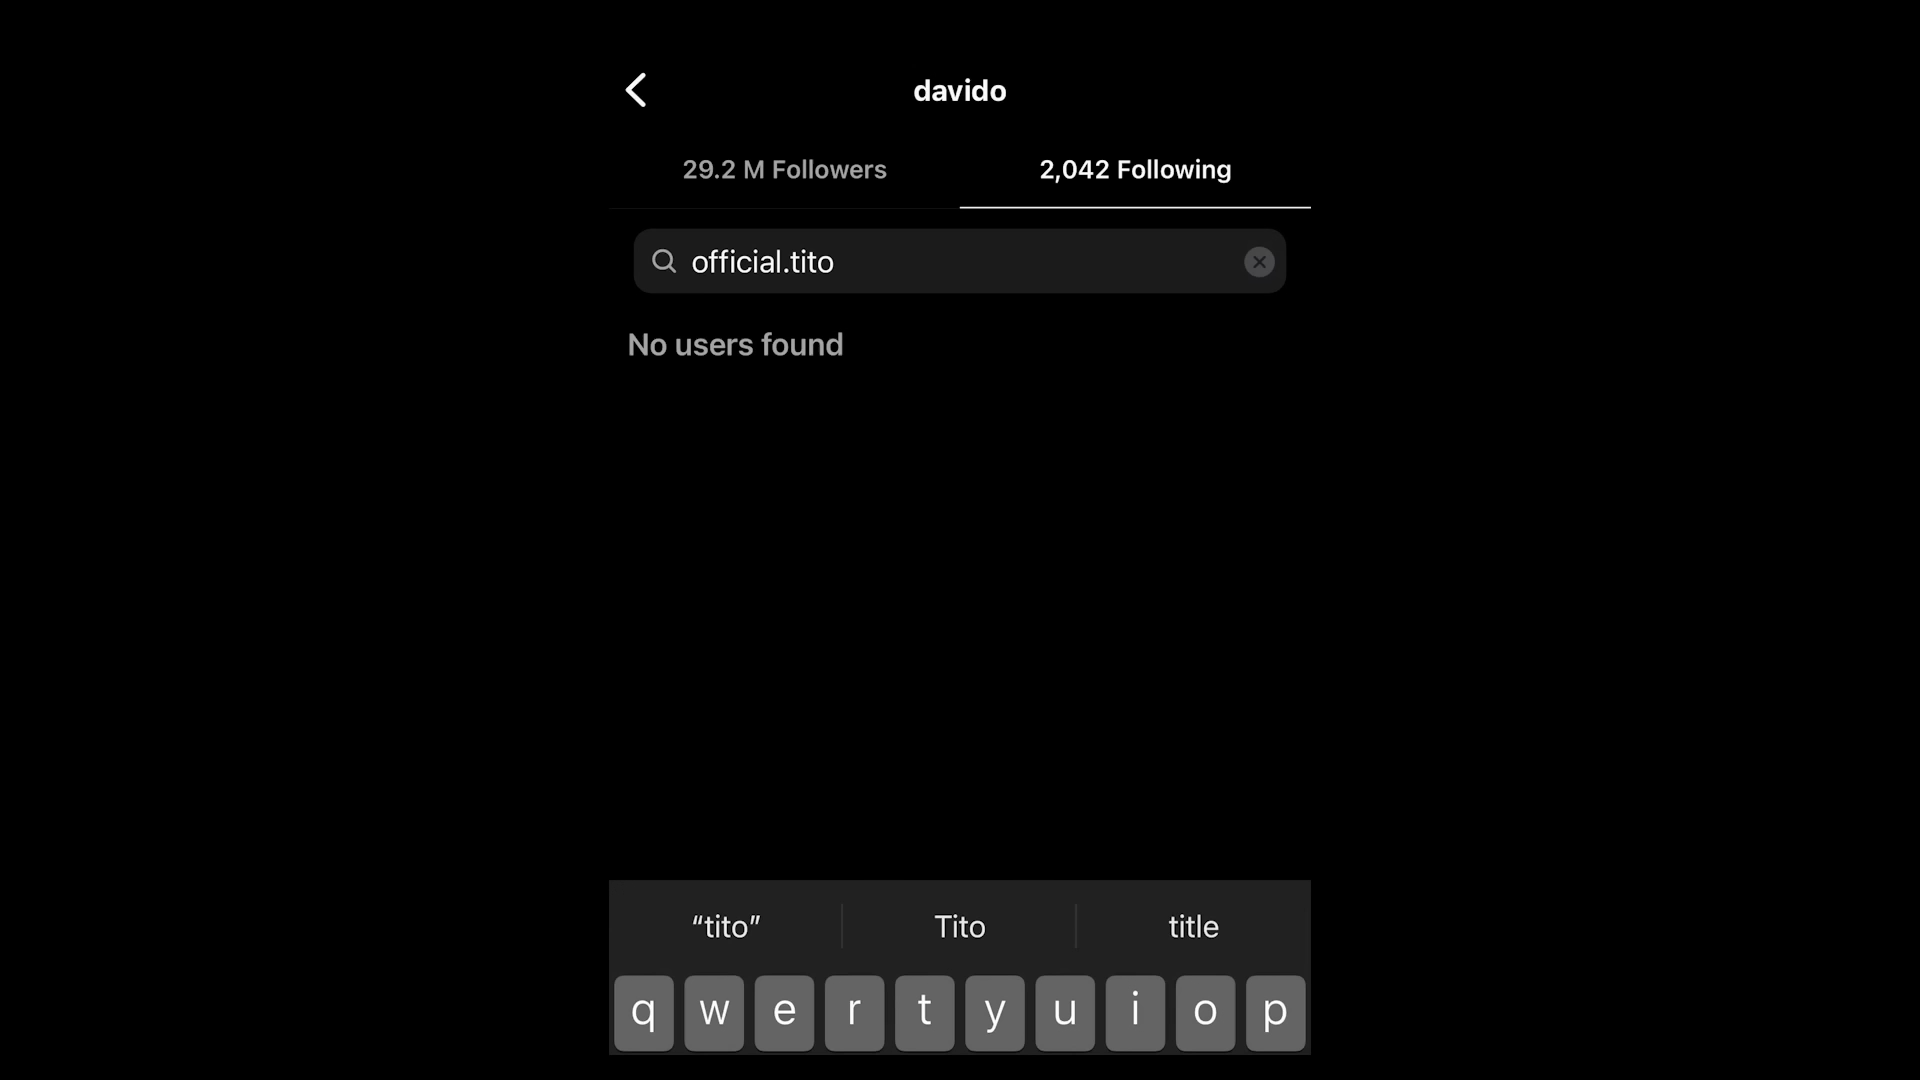 davido
29.2 M Followers
2,042 Following
official.tito
No users found
“tito”
Tito
title
q w e r t y u i o p